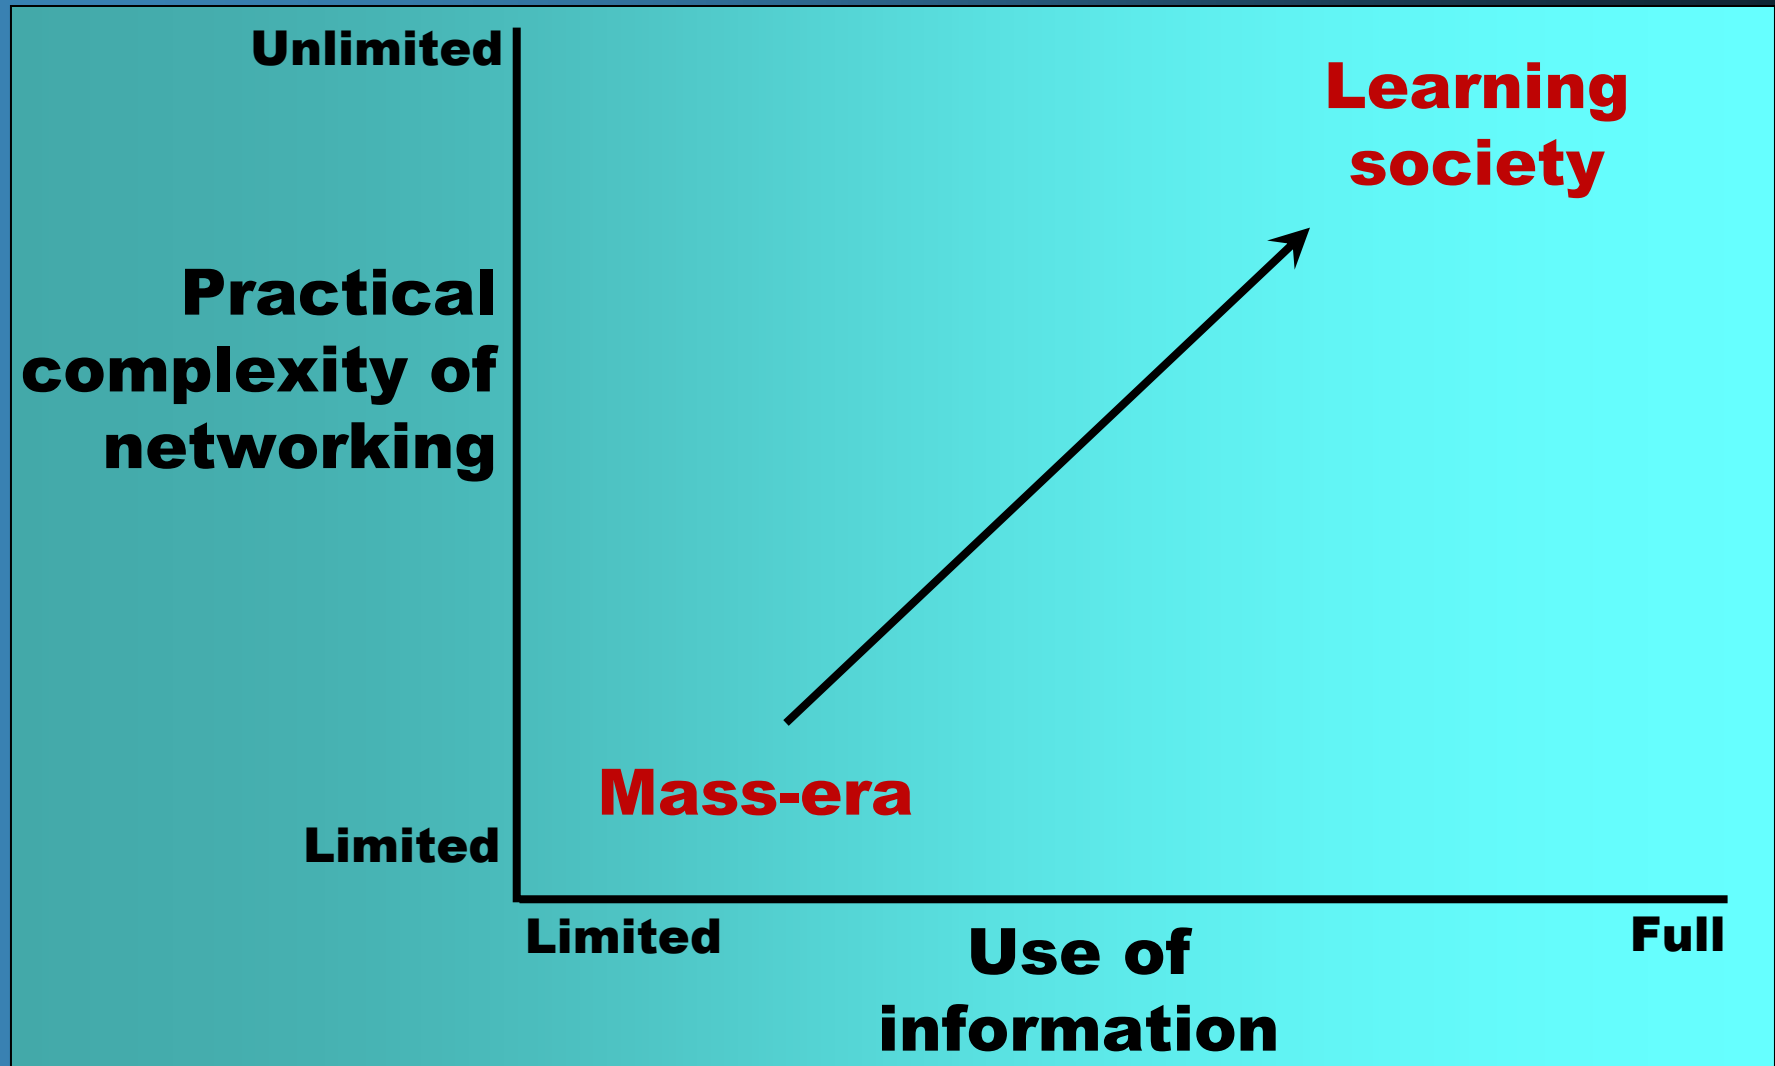 Unlimited
Learning
society
Practical
complexity of
networking
Mass-era
Limited
Limited
Full
Use of
information